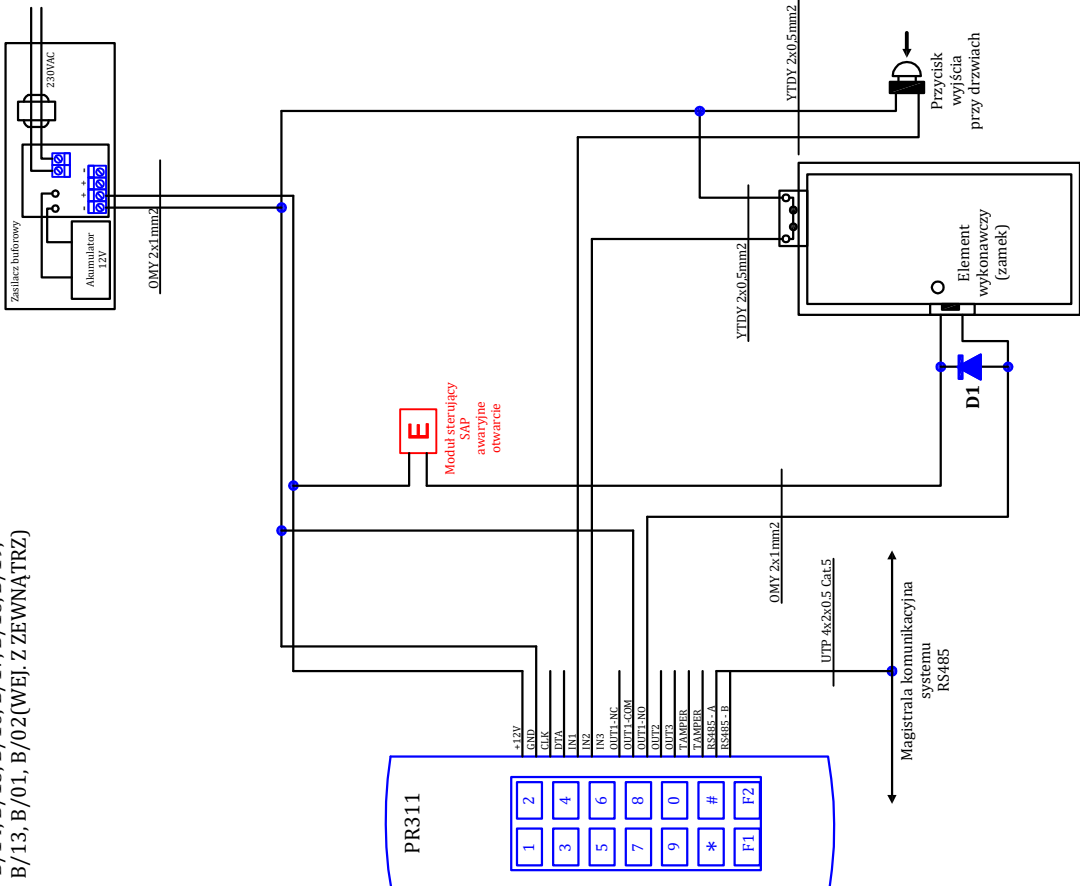 B/13, B/01, B/02(WEJ. Z ZEWNĄTRZ)
Zasilacz buforowy
230VAC
Akumulator
12V
- + + -
OMY 2x1mm2
YTDY 2x0,5mm2
Przycisk
wyjścia
przy drzwiach
YTDY 2x0,5mm2
Element
wykonawczy
(zamek)
D1
E
Moduł sterujący
SAP
awaryjne
otwarcie
OMY 2x1mm2
UTP 4x2x0.5 Cat.5
Magistrala komunikacyjna
systemu
RS485
+12V
GND
CLK
DTA
IN1
IN2
IN3
OUT1-NC
OUT1-COM
OUT1-NO
OUT2
OUT3
TAMPER
TAMPER
RS485 - A
RS485 - B
PR311
1 2
3 4
5 6
7 8
9 0
* #
F1 F2